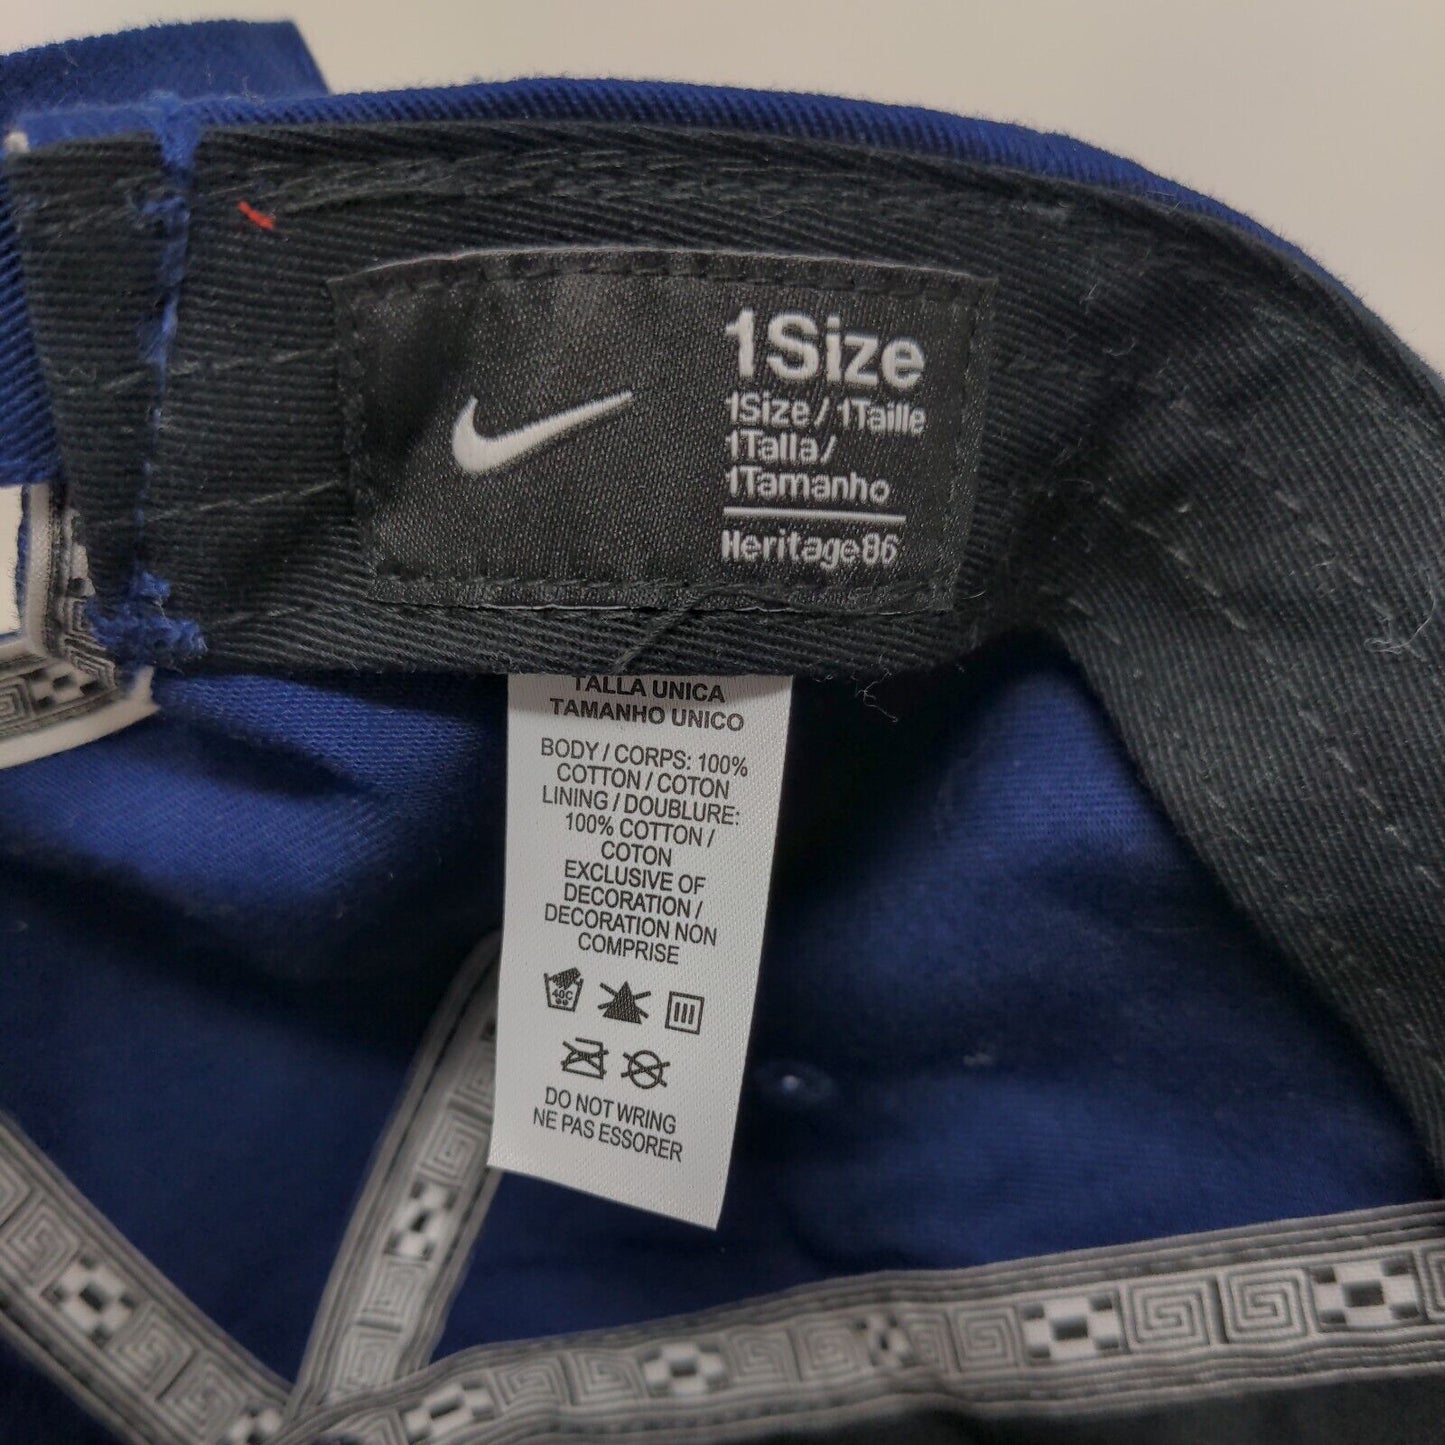 1Size
1Size / 1Taille
1Talla/
1Tamanho
Heritage86
TALLA UNICA
TAMANHO UNICO
BODY / CORPS: 100%
COTTON / COTON
LINING / DOUBLURE:
100% COTTON /
COTON
EXCLUSIVE OF
DECORATION /
DECORATION NON
COMPRISE
40C
DO NOT WRING
NE PAS ESSORER